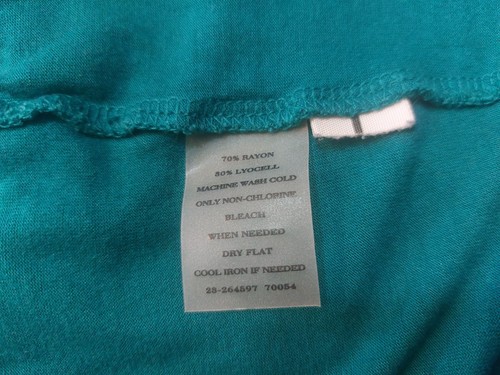 70% RAYON
30% LYOCELL
MACHINE WASH COLD
ONLY NON-CHLORINE
BLEACH
WHEN NEEDED
DRY FLAT
COOL IRON IF NEEDED
25-264597 70054